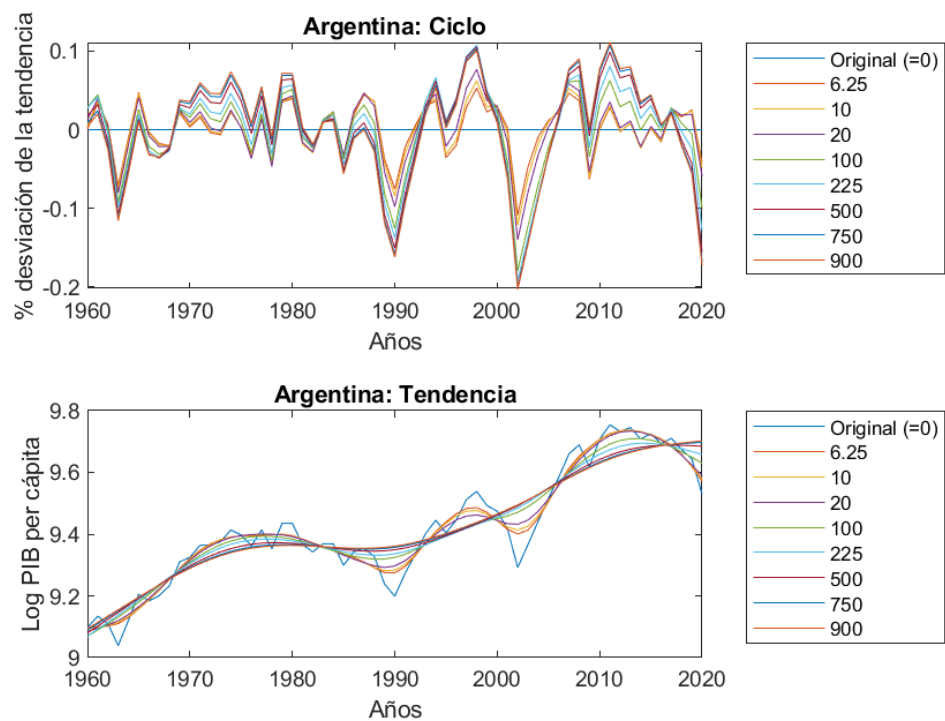 Argentina: Ciclo
% desviación de la tendencia
0.1
0
-0.1
-0.2
1960 1970 1980 1990 2000 2010 2020
Años
Original (=0)
6.25
10
20
100
225
500
750
900
Argentina: Tendencia
Log PIB per cápita
9.8
9.6
9.4
9.2
9
1960 1970 1980 1990 2000 2010 2020
Años
Original (=0)
6.25
10
20
100
225
500
750
900